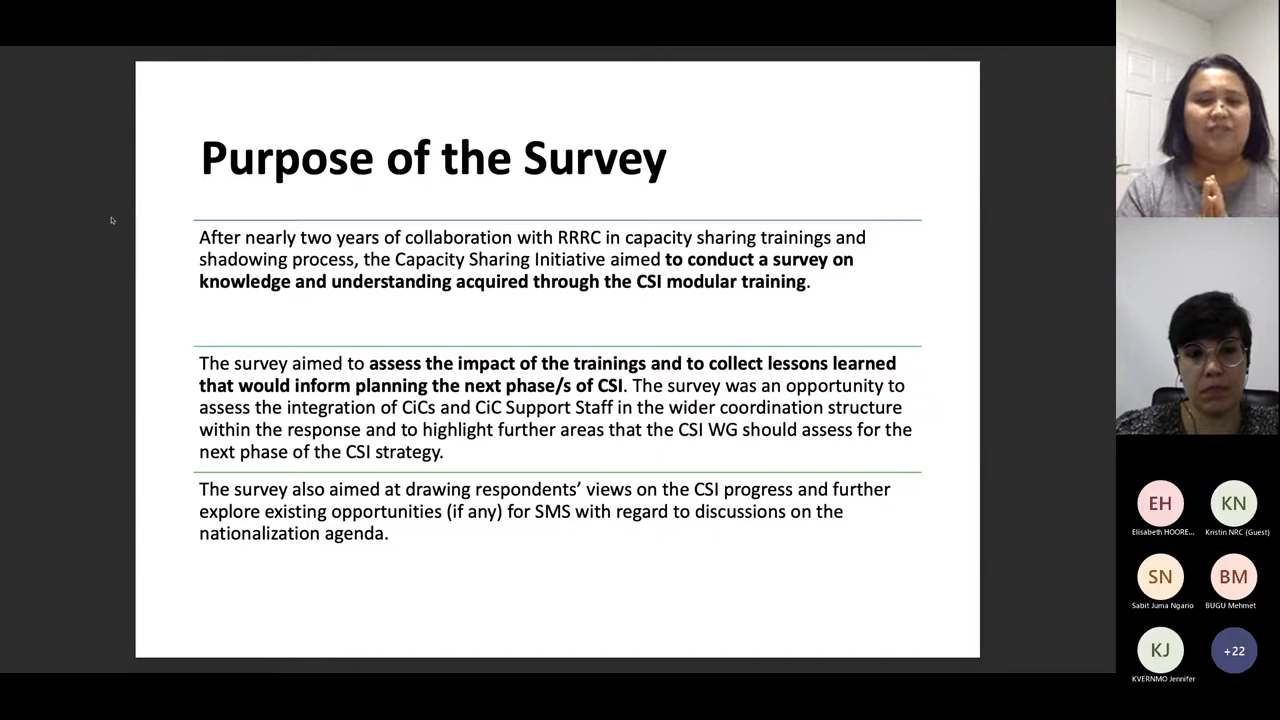 Purpose of the Survey
After nearly two years of collaboration with RRRC in capacity sharing trainings and
shadowing process, the Capacity Sharing Initiative aimed to conduct a survey on
knowledge and understanding acquired through the CSI modular training.
The survey aimed to assess the impact of the trainings and to collect lessons learned
that would inform planning the next phase/s of CSI. The survey was an opportunity to
assess the integration of CiCs and CiC Support Staff in the wider coordination structure
within the response and to highlight further areas that the CSI WG should assess for the
next phase of the CSI strategy.
The survey also aimed at drawing respondents’ views on the CSI progress and further
explore existing opportunities (if any) for SMS with regard to discussions on the
nationalization agenda.
EH
KN
Elisabeth HOORE...
Kristin NRC (Guest)
SN
BM
Sabit Juma Ngario
BUGU Mehmet
KJ
+22
KVERNMO Jennifer